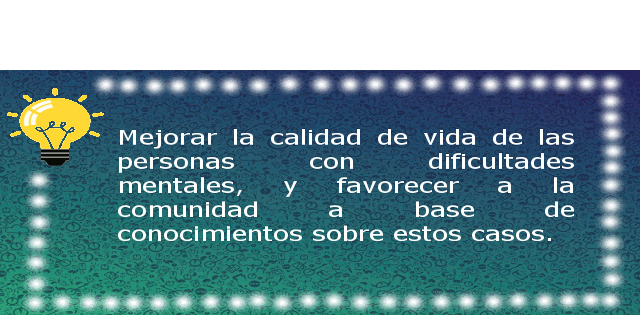 Mejorar la calidad de vida de las
personas con dificultades
mentales, y favorecer a la
comunidad a base de
conocimientos sobre estos casos.